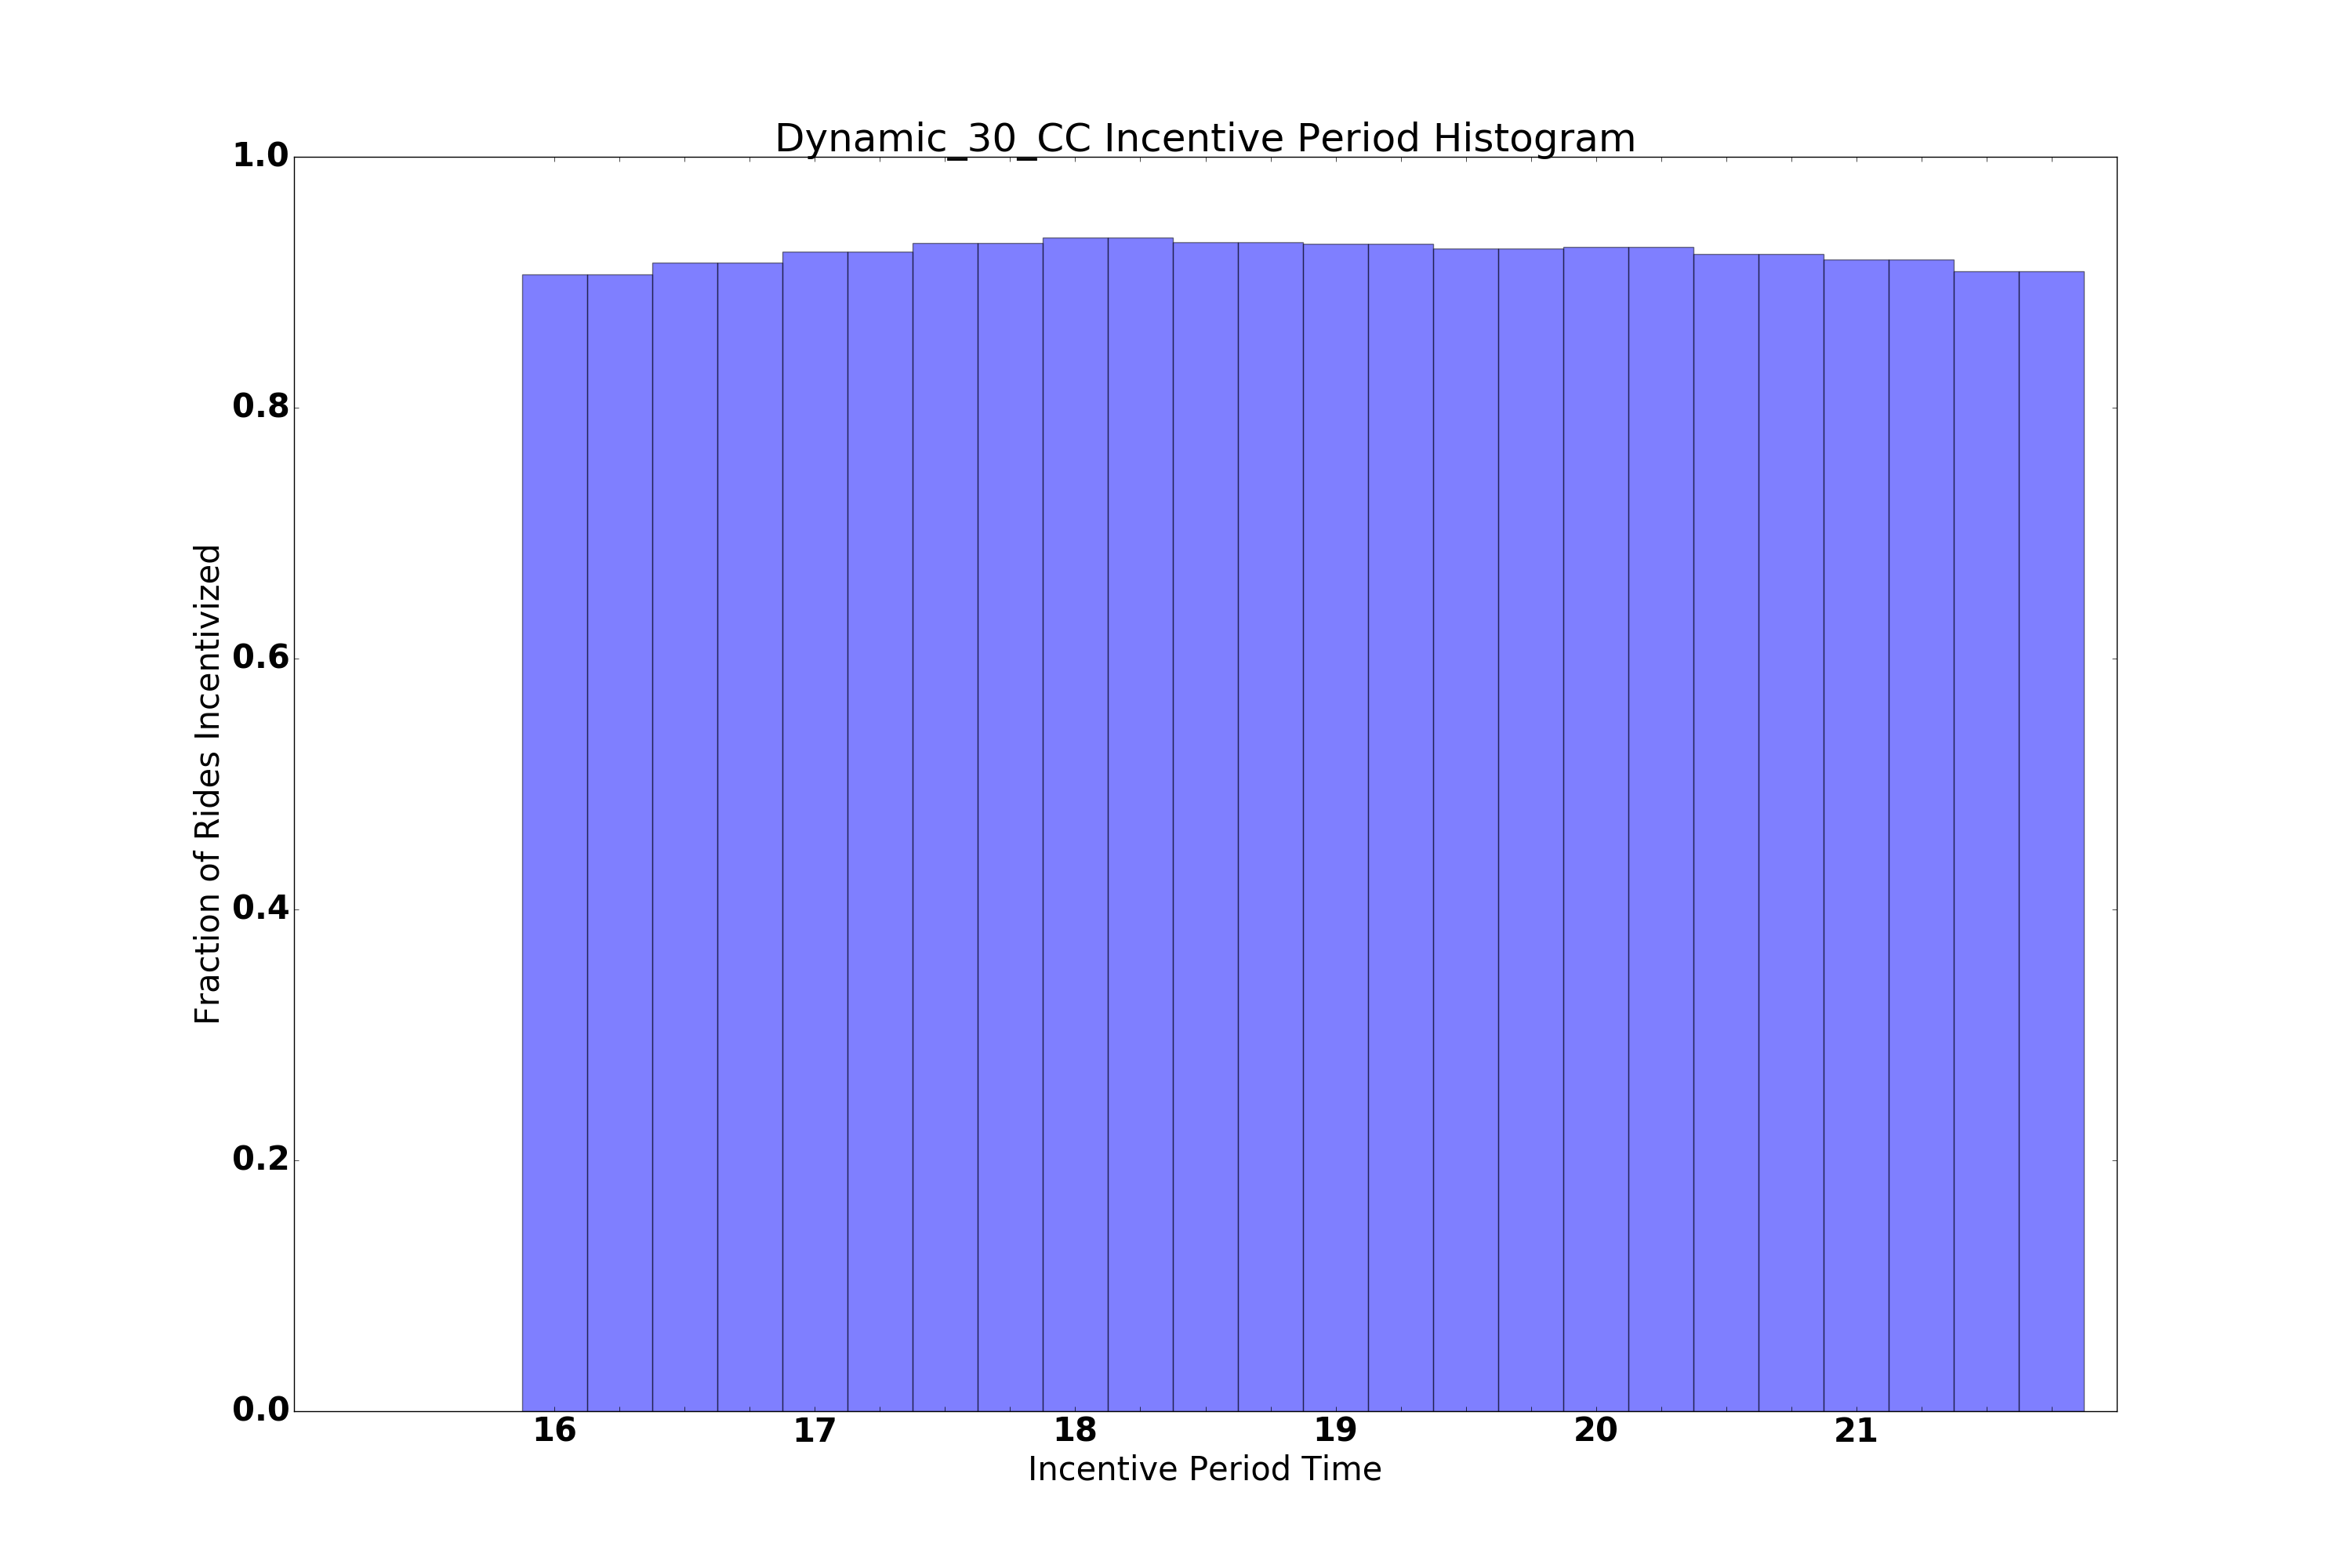 Dynamic_30_CC Incentive Period Histogram
1.0
0.8
0.6
0.4
0.2
0.0
Fraction of Rides Incentivized
16 17 18 19 20 21
Incentive Period Time